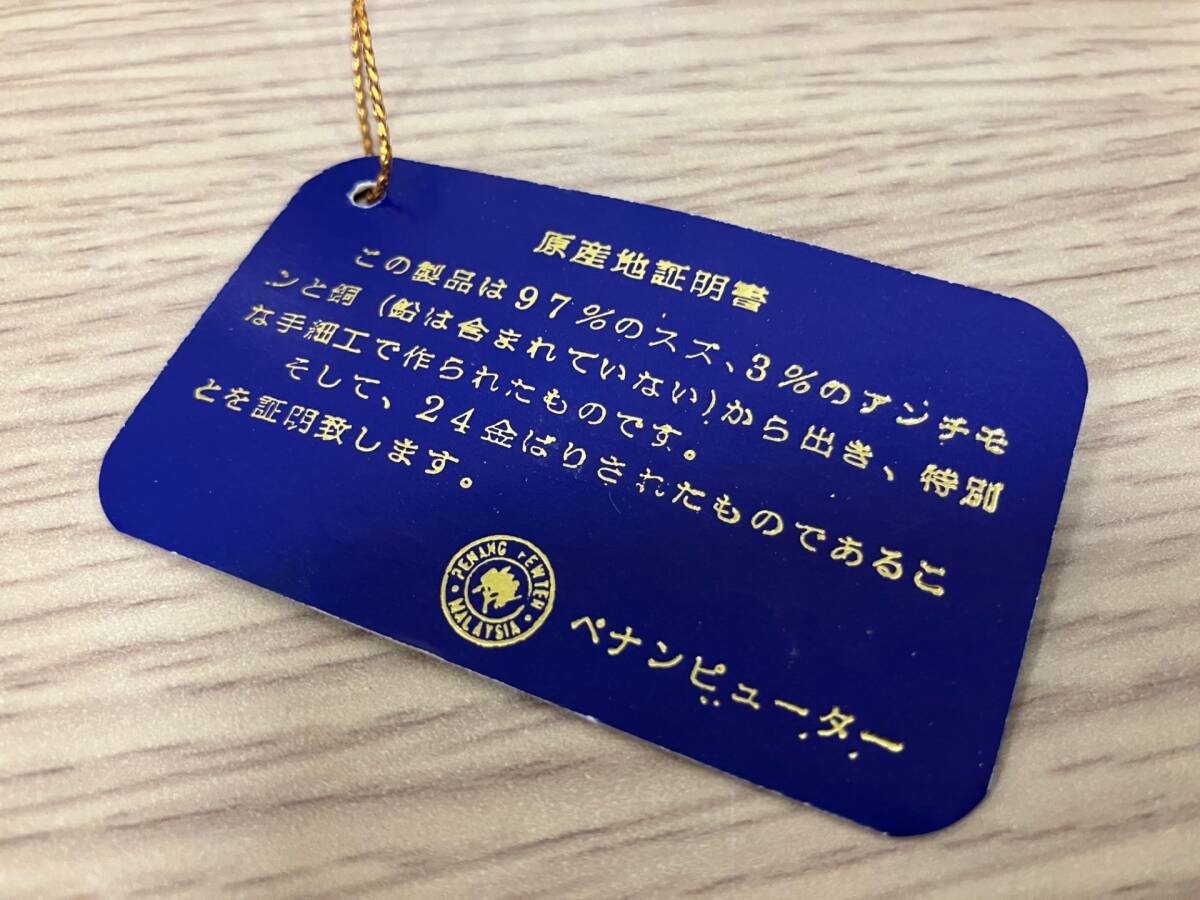 原産地証明書
この製品は97%のスズ、3%のアンチモ
ンと銅(鉛は含まれていない)から出き、特別
な手細工で作られたものです。
そして、24金ばりされたものであるこ
とを証明致します。
PENANG PEWTER
MALAYSIA
ペナンピューター